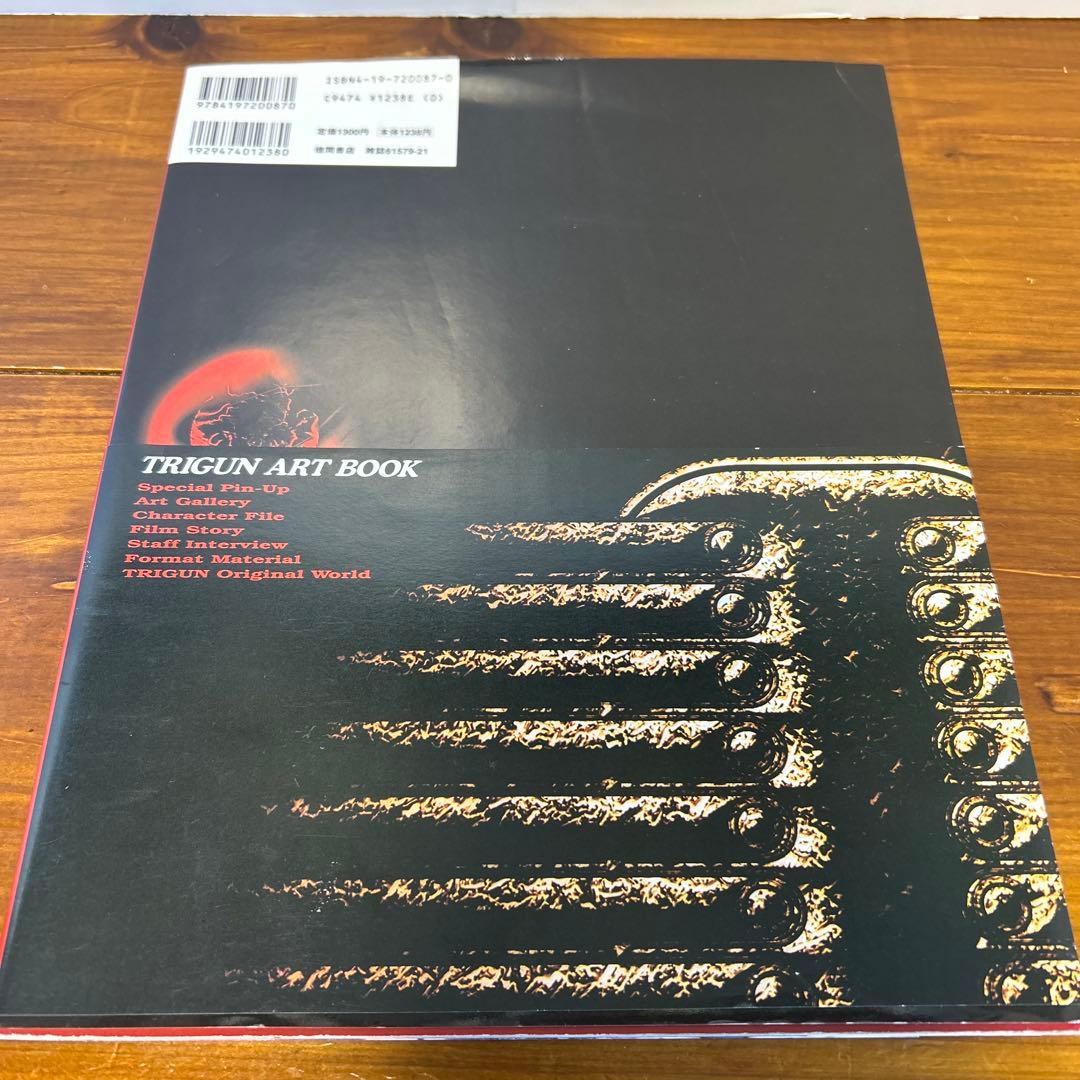 ISBN4-19-720087-0
C9474 ¥1238E (0)
9784197200870
定価1300円 本体1238円
1929474012380
徳間書店 雑誌61579-21
TRIGUN ART BOOK
Special Pin-Up
Art Gallery
Character File
Film Story
Staff Interview
Format Material
TRIGUN Original World